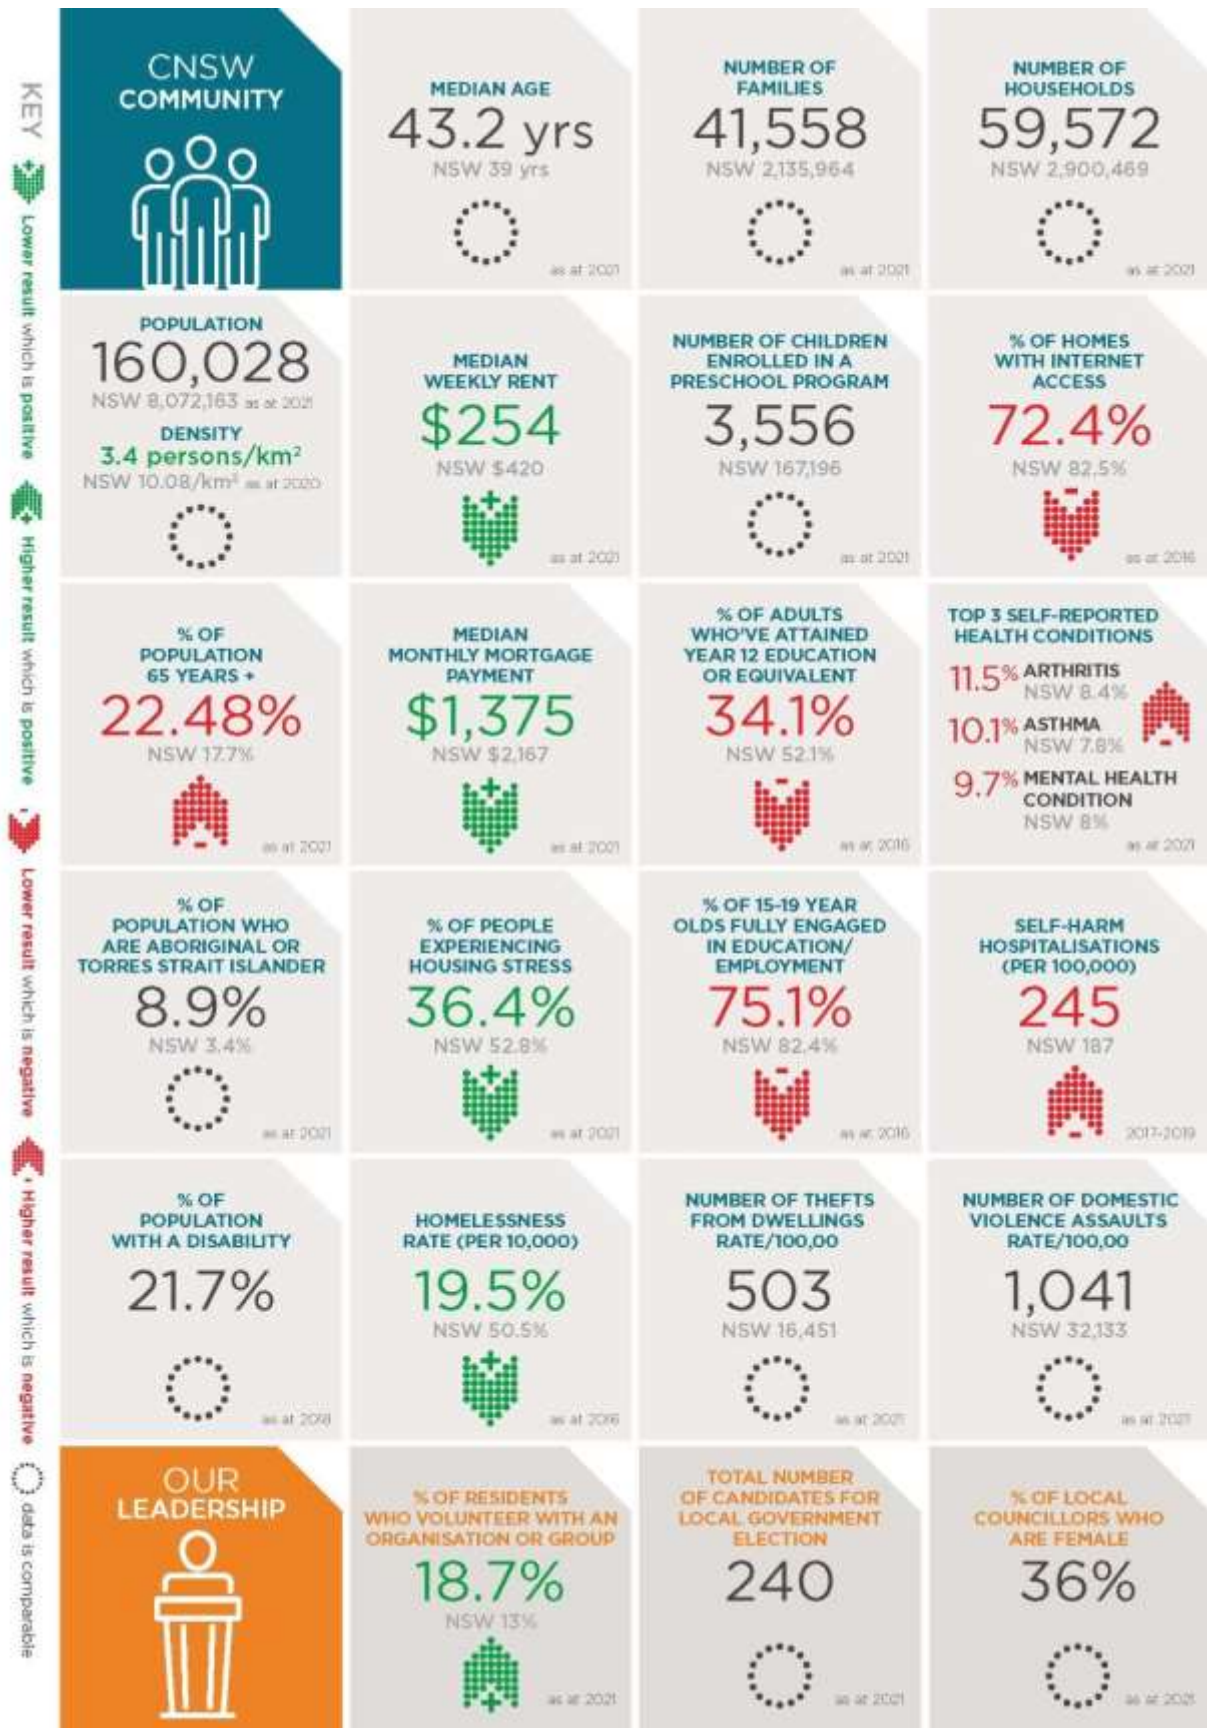 KEY
Lower result which is positive
Higher result which is positive
Lower result which is negative
Higher result which is negative
data is comparable
CNSW
COMMUNITY
MEDIAN AGE
43.2 yrs
NSW 39 yrs
as at 2021
NUMBER OF
FAMILIES
41,558
NSW 2,135,964
as at 2021
NUMBER OF
HOUSEHOLDS
59,572
NSW 2,900,469
as at 2021
POPULATION
160,028
NSW 8,072,163 as at 2021
DENSITY
3.4 persons/km²
NSW 10.08/km² as at 2020
MEDIAN
WEEKLY RENT
$254
NSW $420
as at 2021
NUMBER OF CHILDREN
ENROLLED IN A
PRESCHOOL PROGRAM
3,556
NSW 167,196
as at 2021
% OF HOMES
WITH INTERNET
ACCESS
72.4%
NSW 82.5%
as at 2016
% OF
POPULATION
65 YEARS +
22.48%
NSW 17.7%
as at 2021
MEDIAN
MONTHLY MORTGAGE
PAYMENT
$1,375
NSW $2,167
as at 2021
% OF ADULTS
WHO'VE ATTAINED
YEAR 12 EDUCATION
OR EQUIVALENT
34.1%
NSW 52.1%
as at 2016
TOP 3 SELF-REPORTED
HEALTH CONDITIONS
11.5% ARTHRITIS
NSW 8.4%
10.1% ASTHMA
NSW 7.8%
9.7% MENTAL HEALTH
CONDITION
NSW 8%
as at 2021
% OF
POPULATION WHO
ARE ABORIGINAL OR
TORRES STRAIT ISLANDER
8.9%
NSW 3.4%
as at 2021
% OF PEOPLE
EXPERIENCING
HOUSING STRESS
36.4%
NSW 52.8%
as at 2021
% OF 15-19 YEAR
OLDS FULLY ENGAGED
IN EDUCATION/
EMPLOYMENT
75.1%
NSW 82.4%
as at 2016
SELF-HARM
HOSPITALISATIONS
(PER 100,000)
245
NSW 187
2017-2019
% OF
POPULATION
WITH A DISABILITY
21.7%
as at 2018
HOMELESSNESS
RATE (PER 10,000)
19.5%
NSW 50.5%
as at 2016
NUMBER OF THEFTS
FROM DWELLINGS
RATE/100,00
503
NSW 16,451
as at 2021
NUMBER OF DOMESTIC
VIOLENCE ASSAULTS
RATE/100,00
1,041
NSW 32,133
as at 2021
OUR
LEADERSHIP
% OF RESIDENTS
WHO VOLUNTEER WITH AN
ORGANISATION OR GROUP
18.7%
NSW 13%
as at 2021
TOTAL NUMBER
OF CANDIDATES FOR
LOCAL GOVERNMENT
ELECTION
240
as at 2021
% OF LOCAL
COUNCILLORS WHO
ARE FEMALE
36%
as at 2021